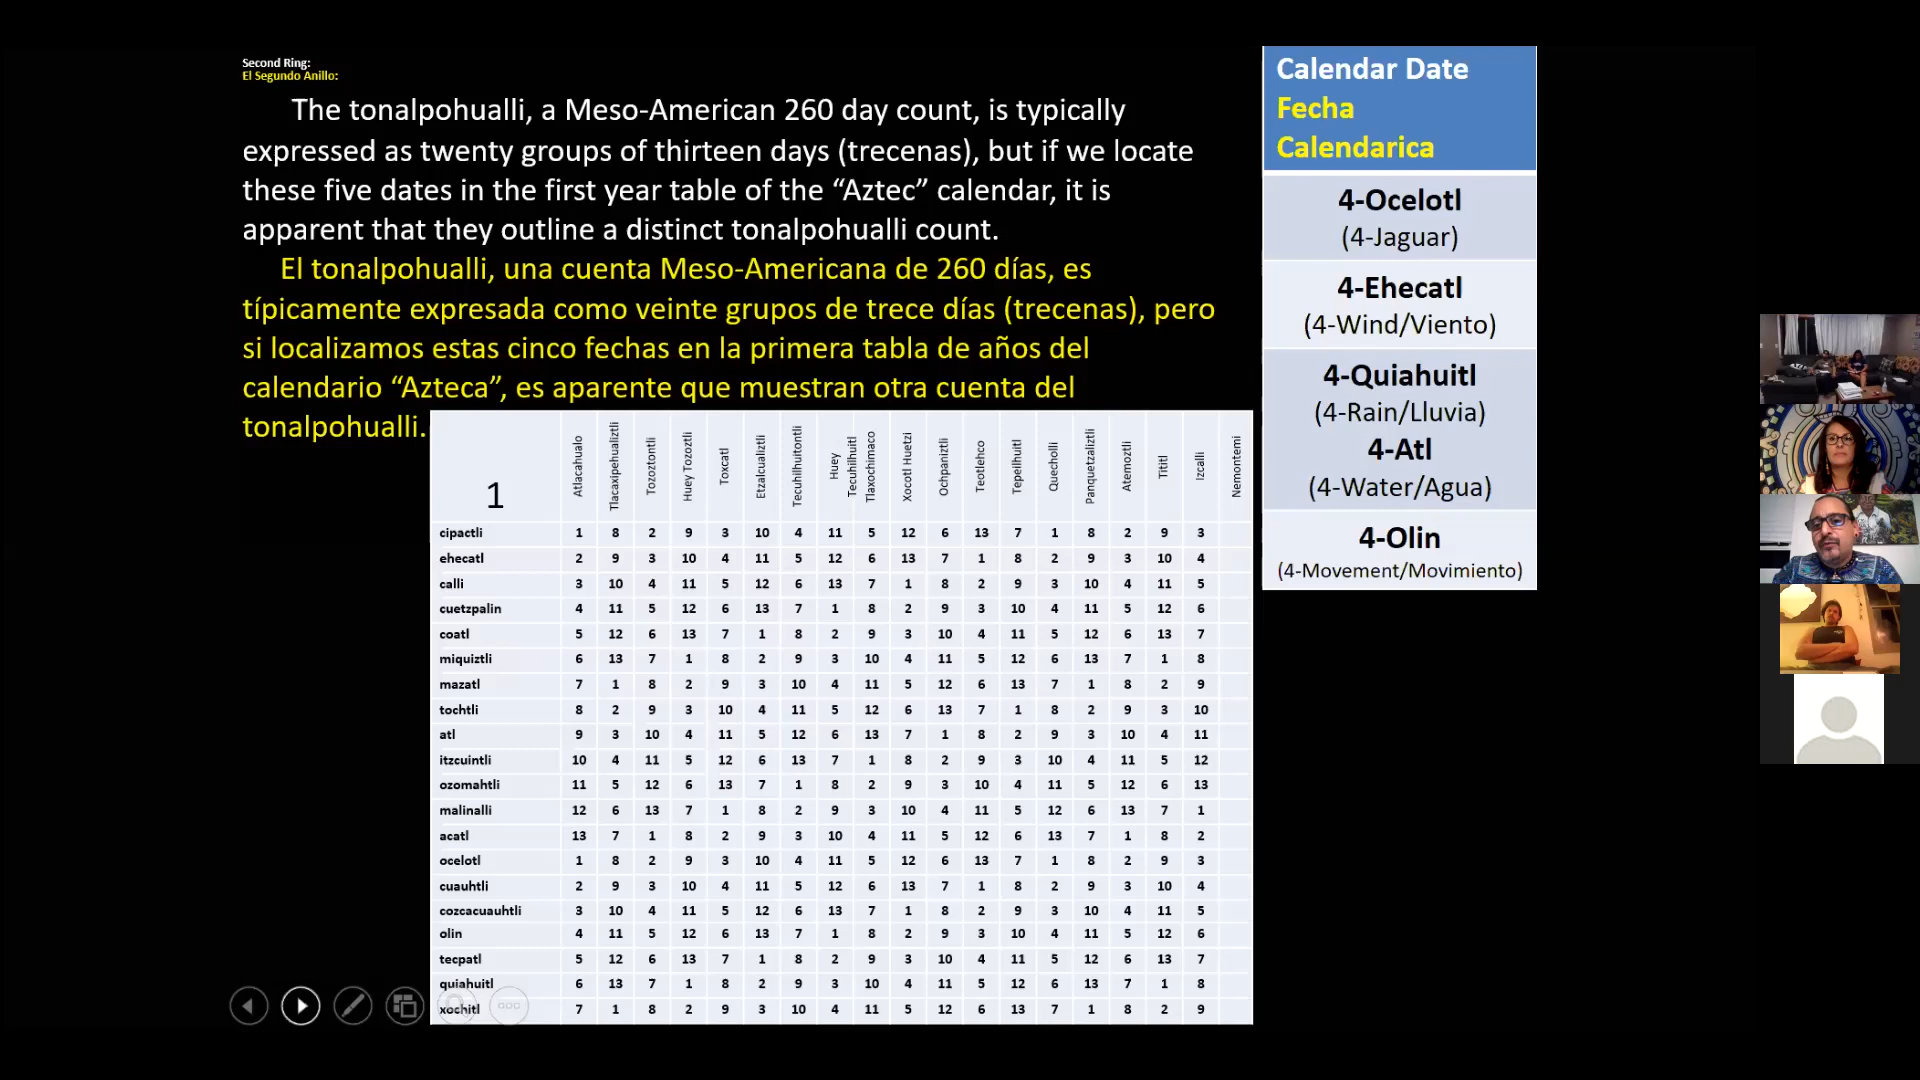 Second Ring:
El Segundo Anillo:
The tonalpohualli, a Meso-American 260 day count, is typically
expressed as twenty groups of thirteen days (trecenas), but if we locate
these five dates in the first year table of the “Aztec” calendar, it is
apparent that they outline a distinct tonalpohualli count.
El tonalpohualli, una cuenta Meso-Americana de 260 días, es
típicamente expresada como veinte grupos de trece días (trecenas), pero
si localizamos estas cinco fechas en la primera tabla de años del
calendario “Azteca”, es aparente que muestran otra cuenta del
tonalpohualli.
1 Atlacahualo Tlacaxipehualiztli Tozoztontli Huey Tozoztli Toxcatl Etzalcualiztli Tecuhilhuitontli Huey Tecuhilhuitl Tlaxochimaco Xocotl Huetzi Ochpaniztli Teotlehco Tepeilhuitl Quecholli Panquetzaliztli Atemoztli Tititl Izcalli Nemontemi
cipactli 1 8 2 9 3 10 4 11 5 12 6 13 7 1 8 2 9 3
ehecatl 2 9 3 10 4 11 5 12 6 13 7 1 8 2 9 3 10 4
calli 3 10 4 11 5 12 6 13 7 1 8 2 9 3 10 4 11 5
cuetzpalin 4 11 5 12 6 13 7 1 8 2 9 3 10 4 11 5 12 6
coatl 5 12 6 13 7 1 8 2 9 3 10 4 11 5 12 6 13 7
miquiztli 6 13 7 1 8 2 9 3 10 4 11 5 12 6 13 7 1 8
mazatl 7 1 8 2 9 3 10 4 11 5 12 6 13 7 1 8 2 9
tochtli 8 2 9 3 10 4 11 5 12 6 13 7 1 8 2 9 3 10
atl 9 3 10 4 11 5 12 6 13 7 1 8 2 9 3 10 4 11
itzcuintli 10 4 11 5 12 6 13 7 1 8 2 9 3 10 4 11 5 12
ozomahtli 11 5 12 6 13 7 1 8 2 9 3 10 4 11 5 12 6 13
malinalli 12 6 13 7 1 8 2 9 3 10 4 11 5 12 6 13 7 1
acatl 13 7 1 8 2 9 3 10 4 11 5 12 6 13 7 1 8 2
ocelotl 1 8 2 9 3 10 4 11 5 12 6 13 7 1 8 2 9 3
cuauhtli 2 9 3 10 4 11 5 12 6 13 7 1 8 2 9 3 10 4
cozcacuauhtli 3 10 4 11 5 12 6 13 7 1 8 2 9 3 10 4 11 5
olin 4 11 5 12 6 13 7 1 8 2 9 3 10 4 11 5 12 6
tecpatl 5 12 6 13 7 1 8 2 9 3 10 4 11 5 12 6 13 7
quiahuitl 6 13 7 1 8 2 9 3 10 4 11 5 12 6 13 7 1 8
xochitl 7 1 8 2 9 3 10 4 11 5 12 6 13 7 1 8 2 9
Calendar Date
Fecha
Calendarica
4-Ocelotl
(4-Jaguar)
4-Ehecatl
(4-Wind/Viento)
4-Quiahuitl
(4-Rain/Lluvia)
4-Atl
(4-Water/Agua)
4-Olin
(4-Movement/Movimiento)